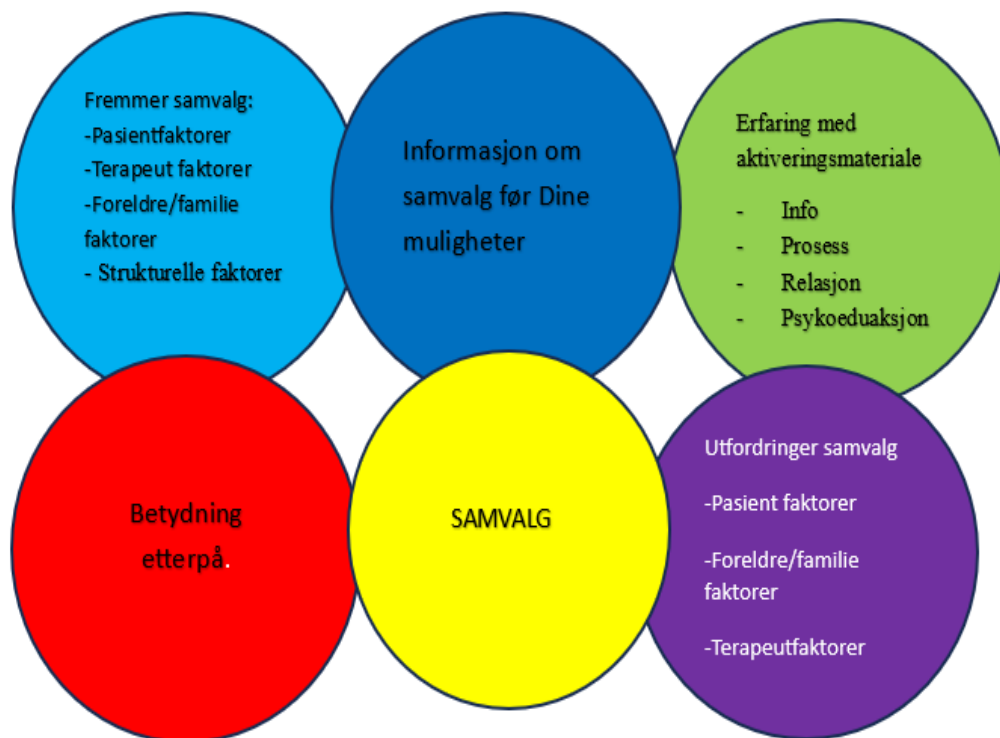 Fremmer samvalg:
-Pasientfaktorer
-Terapeut faktorer
-Foreldre/familie
faktorer
- Strukturelle faktorer
Informasjon om
samvalg før Dine
muligheter
Erfaring med
aktiveringsmateriale
- Info
- Prosess
- Relasjon
- Psykoeduaksjon
Betydning
etterpå.
SAMVALG
Utfordringer samvalg
-Pasient faktorer
-Foreldre/familie
faktorer
-Terapeutfaktorer